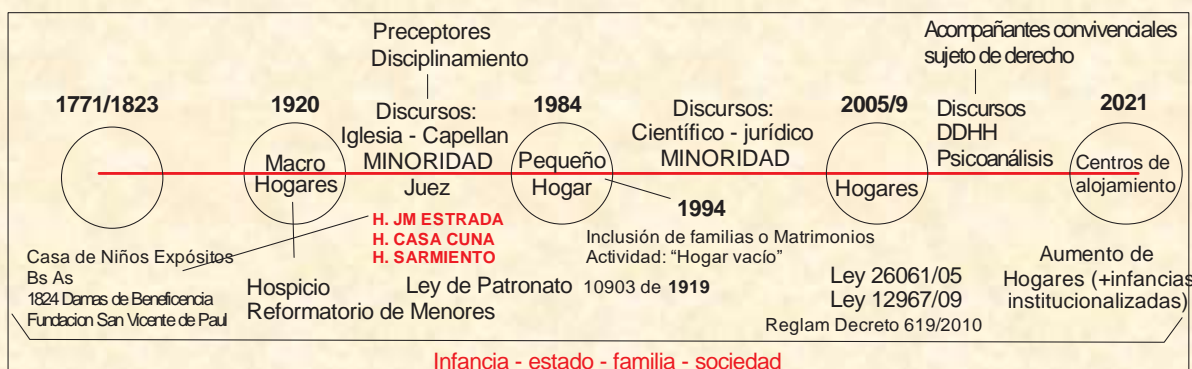 Preceptores
Disciplinamiento
Acompañantes convivenciales
sujeto de derecho
1771/1823
1920
Discursos:
Iglesia - Capellan
MINORIDAD
Juez
1984
Discursos:
Científico - jurídico
MINORIDAD
2005/9
Discursos
DDHH
Psicoanálisis
2021
Macro
Hogares
Pequeño
Hogar
Hogares
Centros de
alojamiento
H. JM ESTRADA
H. CASA CUNA
H. SARMIENTO
1994
Inclusión de familias o Matrimonios
Actividad: “Hogar vacío”
Casa de Niños Expósitos
Bs As
1824 Damas de Beneficencia
Fundacion San Vicente de Paul
Hospicio
Reformatorio de Menores
Ley de Patronato 10903 de 1919
Ley 26061/05
Ley 12967/09
Reglam Decreto 619/2010
Aumento de
Hogares (+infancias
institucionalizadas)
Infancia - estado - familia - sociedad